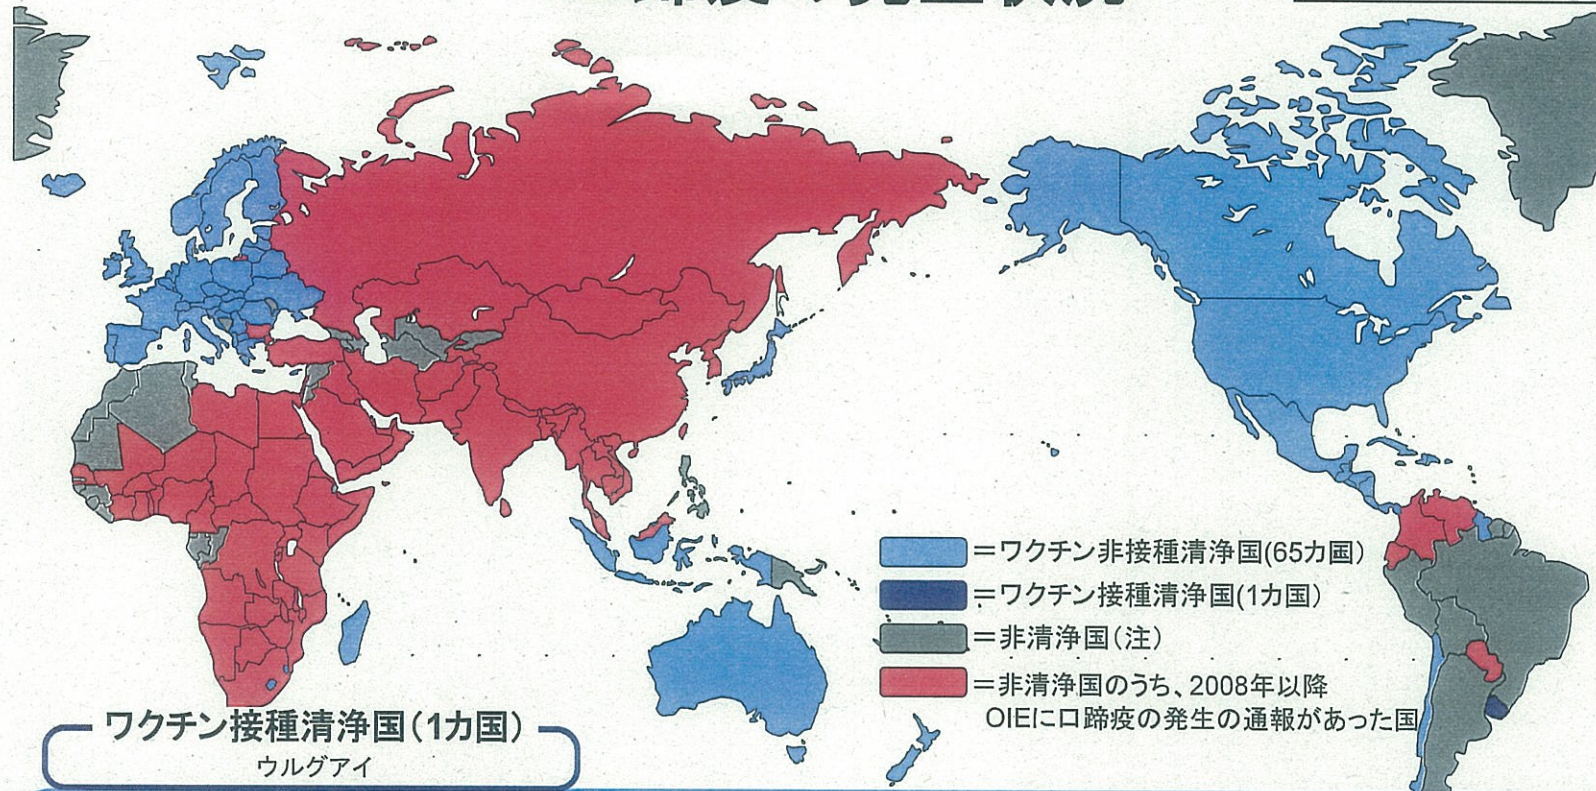 ＝ワクチン非接種清浄国(65カ国)
＝ワクチン接種清浄国(1カ国)
＝非清浄国(注)
＝非清浄国のうち、2008年以降
OIEに口蹄疫の発生の通報があった国
ワクチン接種清浄国(1カ国)
ウルグアイ